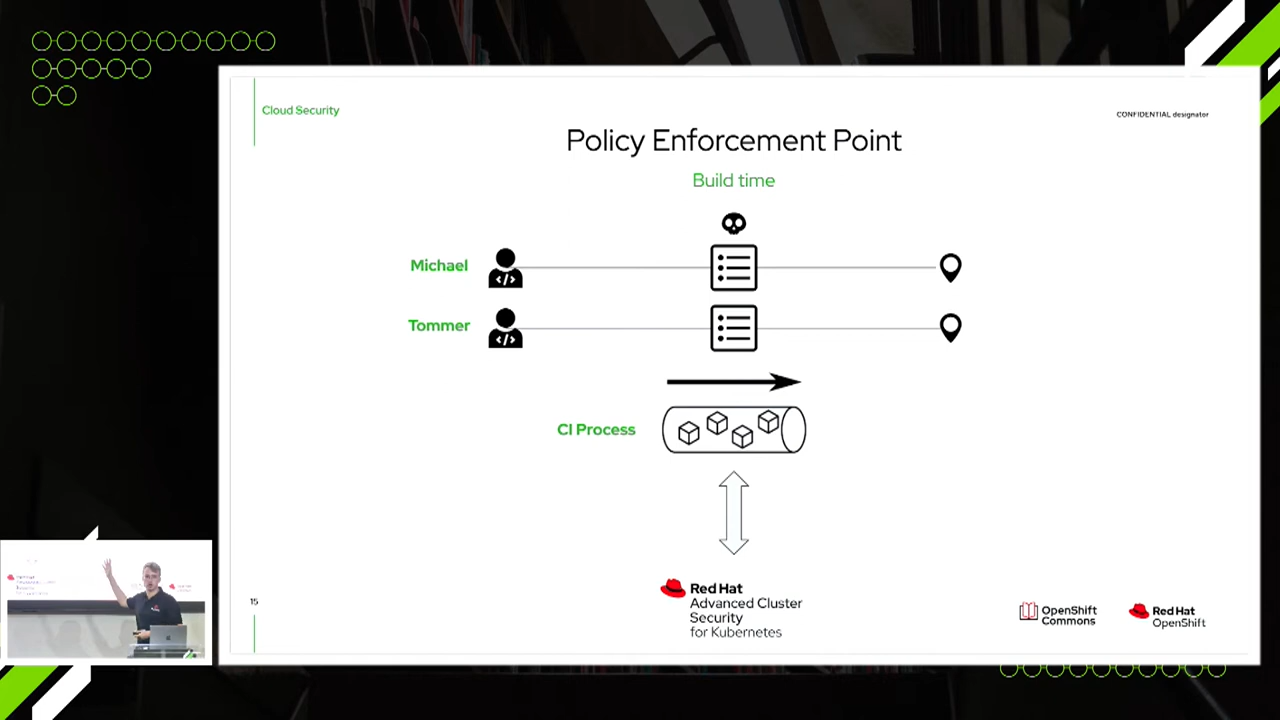 Cloud Security
CONFIDENTIAL designator
Policy Enforcement Point
Build time
Michael
Tommer
CI Process
Red Hat
Advanced Cluster
Security
for Kubernetes
15
OpenShift
Commons
Red Hat
OpenShift